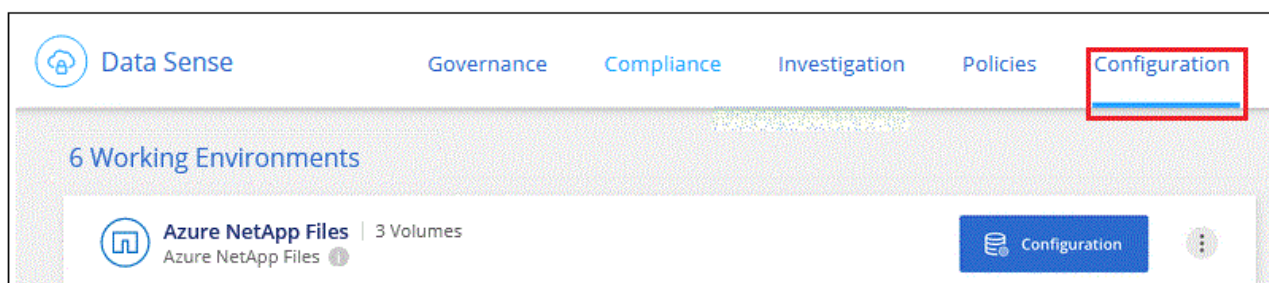 Data Sense Governance Compliance Investigation Policies Configuration
6 Working Environments
Azure NetApp Files | 3 Volumes
Azure NetApp Files
Configuration